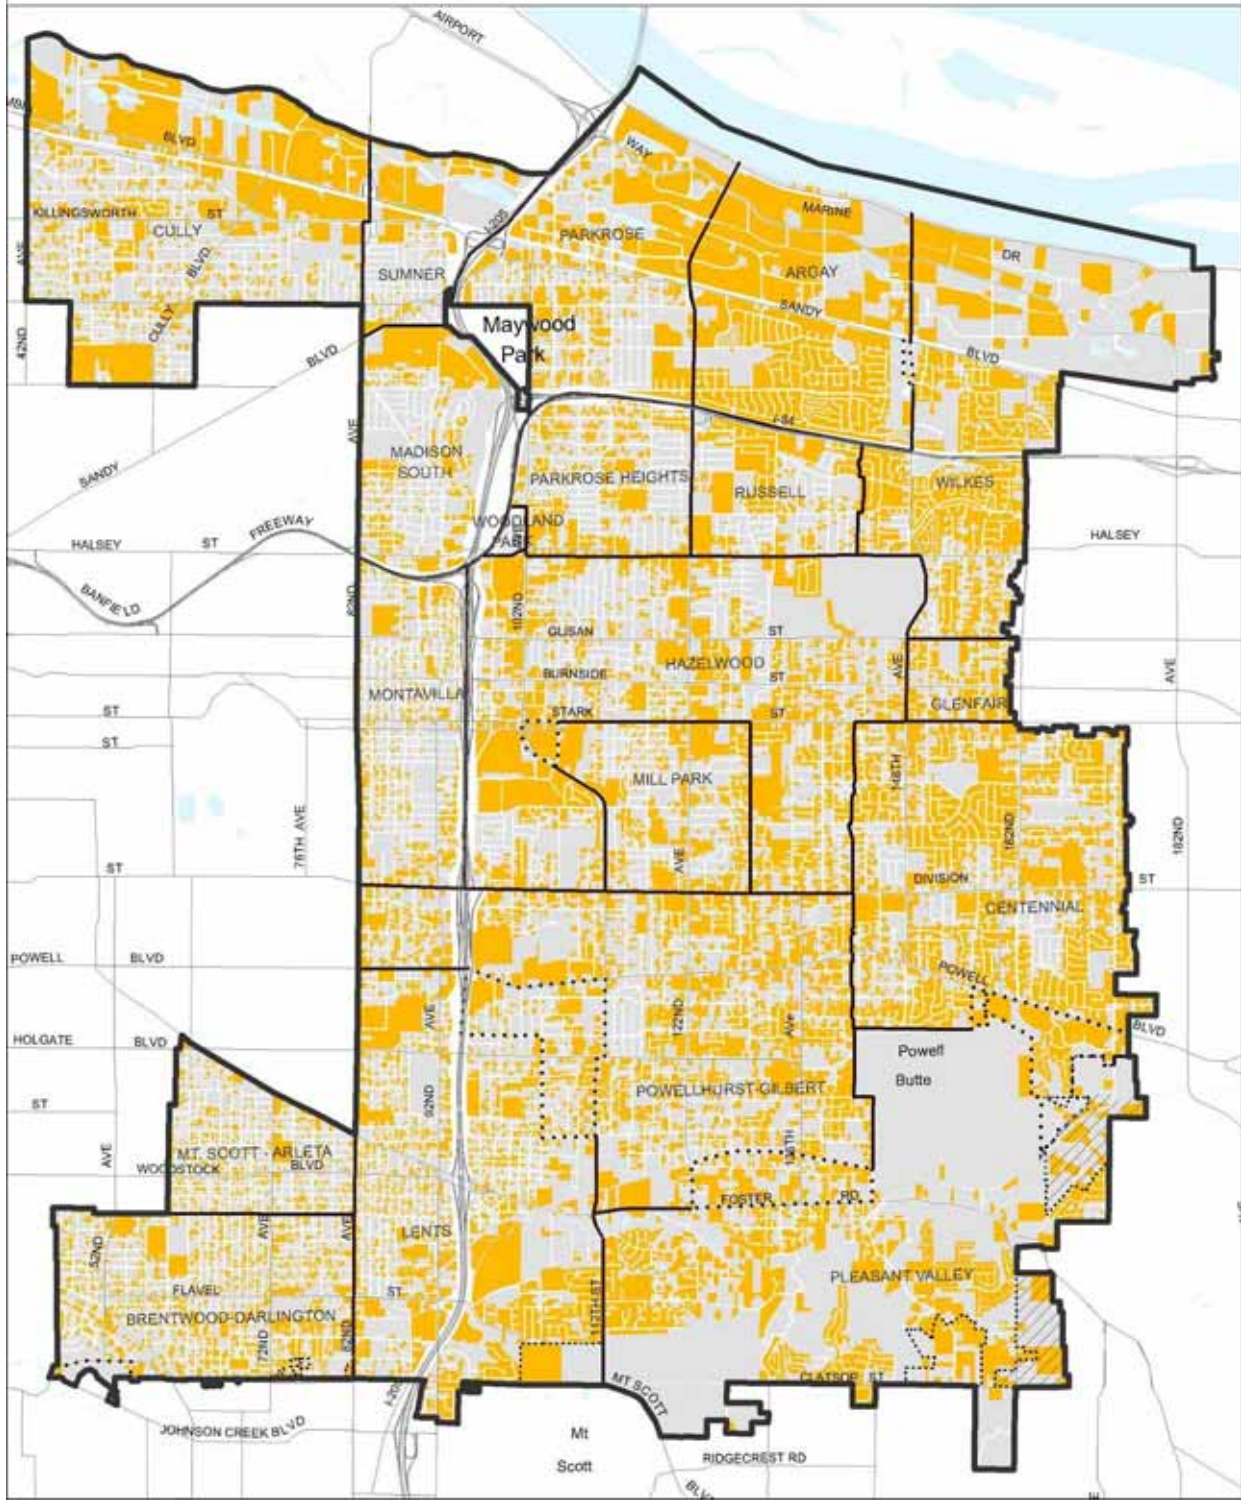 AIRPORT
BLVD
WAY
MARINE
KILLINGSWORTH
ST
CULLY
I-205
PARKROSE
DR
AVE
BLVD
SUMNER
ARGAY
42ND
CULLY
Maywood
Park
SANDY
BLVD
BLVD
AVE
I-84
SANDY
MADISON
SOUTH
PARKROSE HEIGHTS
RUSSELL
WILKES
WOODLAND
HALSEY
ST
FREEWAY
HALSEY
BANFIELD
82ND
102ND
GLISAN
ST
HAZELWOOD
AVE
AVE
BURNSIDE
ST
MONTAVILLA
GLENFAIR
ST
STARK
ST
ST
MILL PARK
148TH
76TH AVE
162ND
182ND
AVE
ST
DIVISION
ST
CENTENNIAL
POWELL
BLVD
POWELL
BLVD
AVE
122ND
AVE
HOLGATE
BLVD
Powell
Butte
92ND
POWELLHURST-GILBERT
ST
136TH
AVE
MT. SCOTT - ARLETA
WOODSTOCK
BLVD
FOSTER
RD
52ND
AVE
AVE
LENTS
PLEASANT VALLEY
FLAVEL
ST
112TH ST
BRENTWOOD-DARLINGTON
72ND
82ND
I-205
MT SCOTT
CLATSOP ST
JOHNSON CREEK BLVD
Mt
Scott
RIDGECREST RD